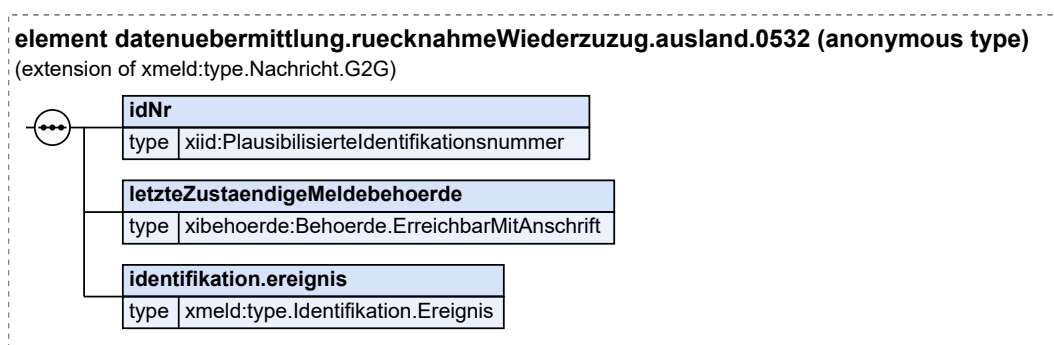 element datenuebermittlung.ruecknahmeWiederzuzug.ausland.0532 (anonymous type)
(extension of xmeld:type.Nachricht.G2G)
idNr
type xiid:PlausibilisierteIdentifikationsnummer
letzteZustaendigeMeldebehoerde
type xibehoerde:Behoerde.ErreichbarMitAnschrift
identifikation.ereignis
type xmeld:type.Identifikation.Ereignis